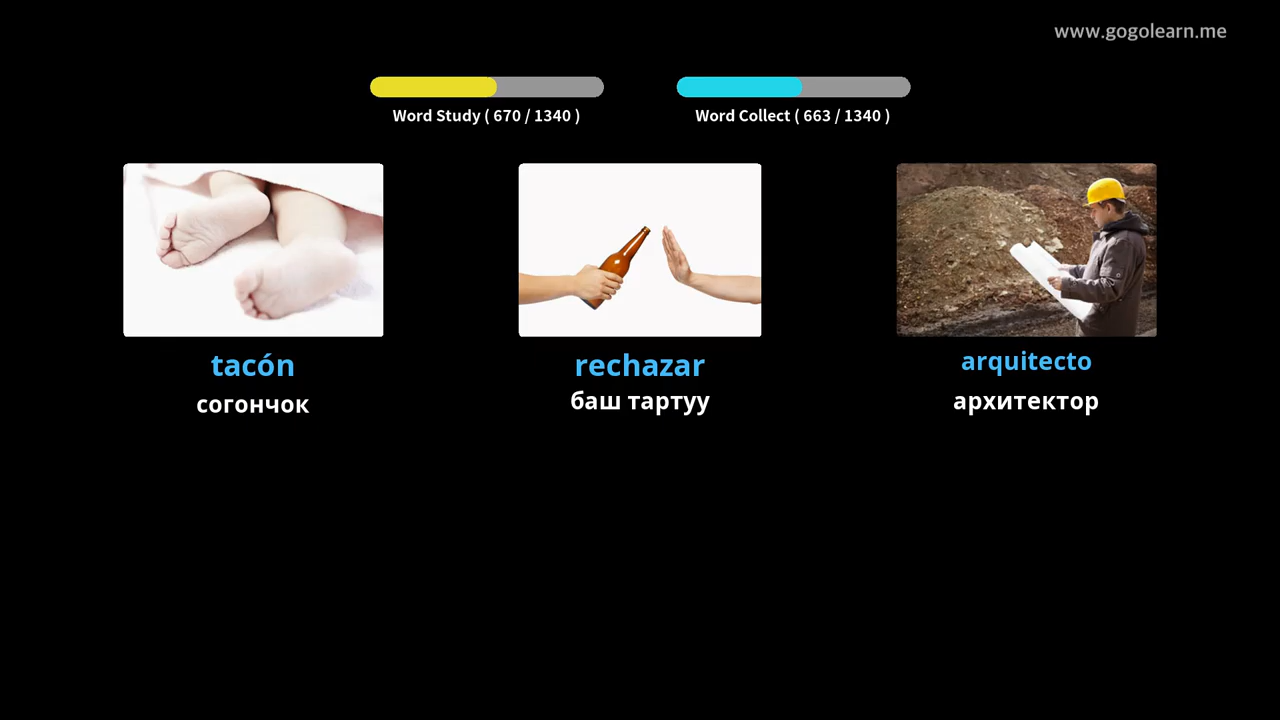 www.gogolearn.me
Word Study ( 670 / 1340 )
Word Collect ( 663 / 1340 )
tacón
rechazar
arquitecto
согончок
баш тартуу
архитектор